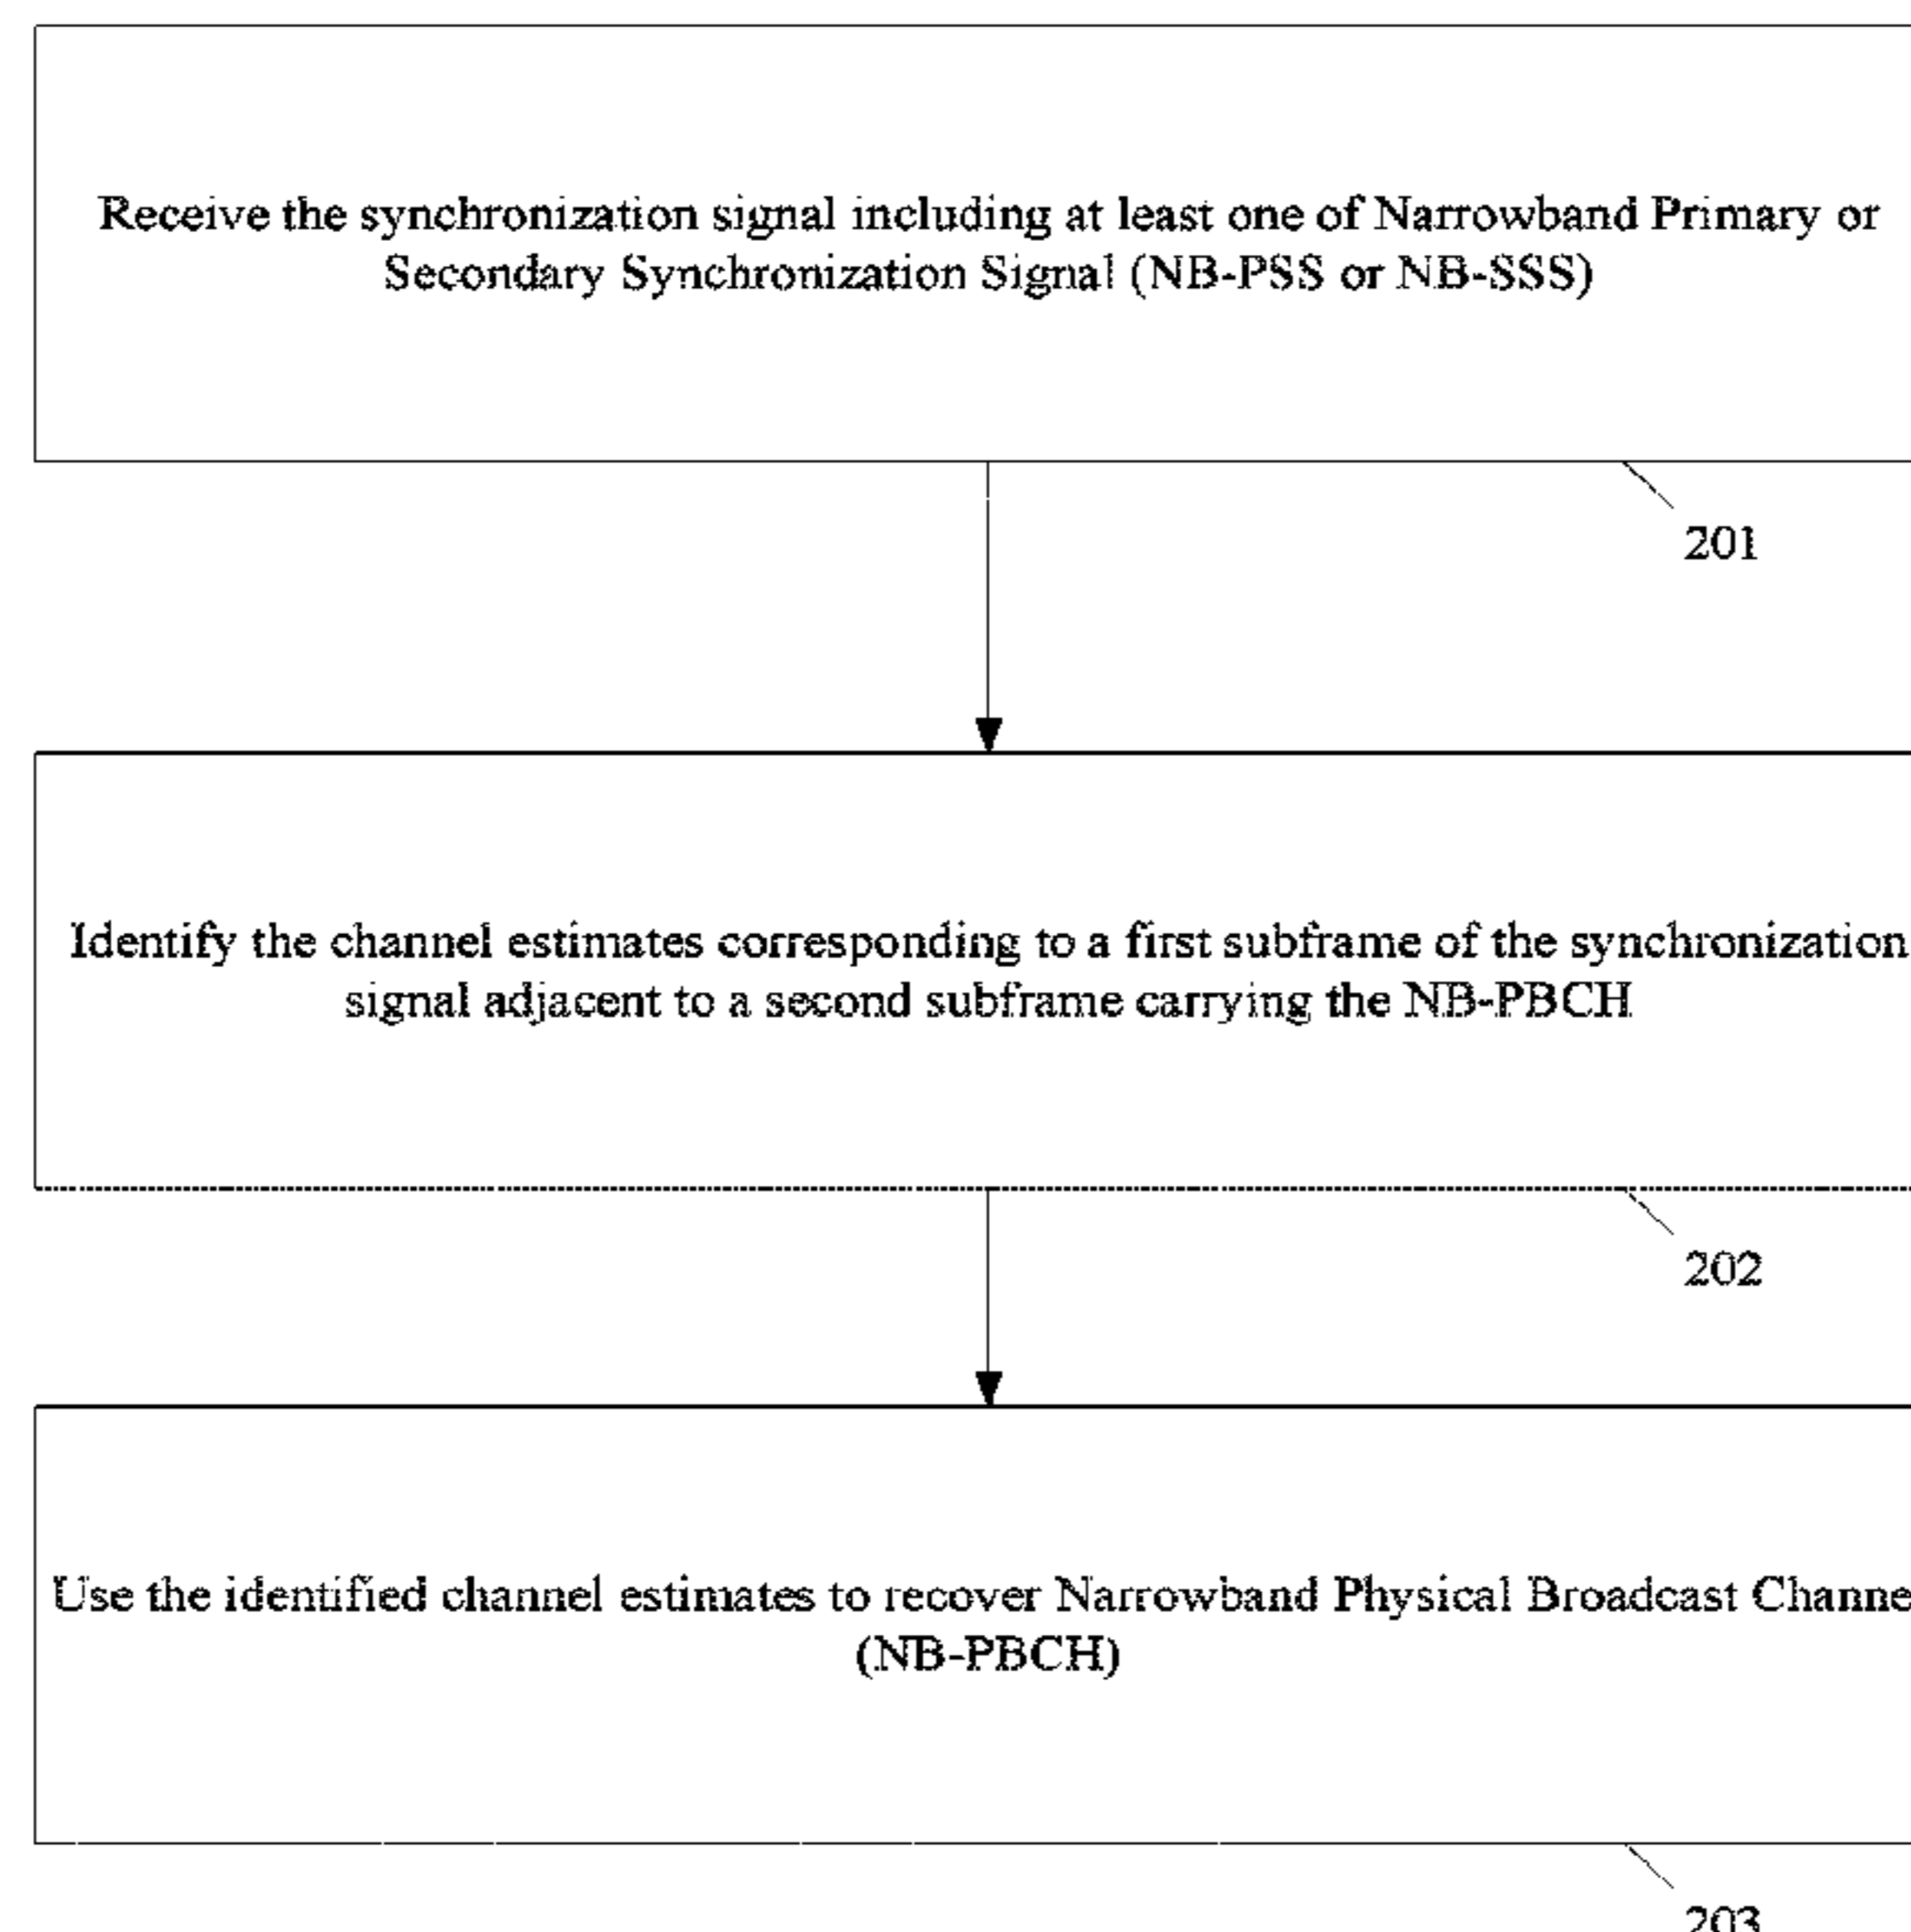 Receive the synchronization signal including at least one of Narrowband Primary or
Secondary Synchronization Signal (NB-PSS or NB-SSS)
201
Identify the channel estimates corresponding to a first subframe of the synchronization
signal adjacent to a second subframe carrying the NB-PBCH
202
Use the identified channel estimates to recover Narrowband Physical Broadcast Channe
(NB-PBCH)
203